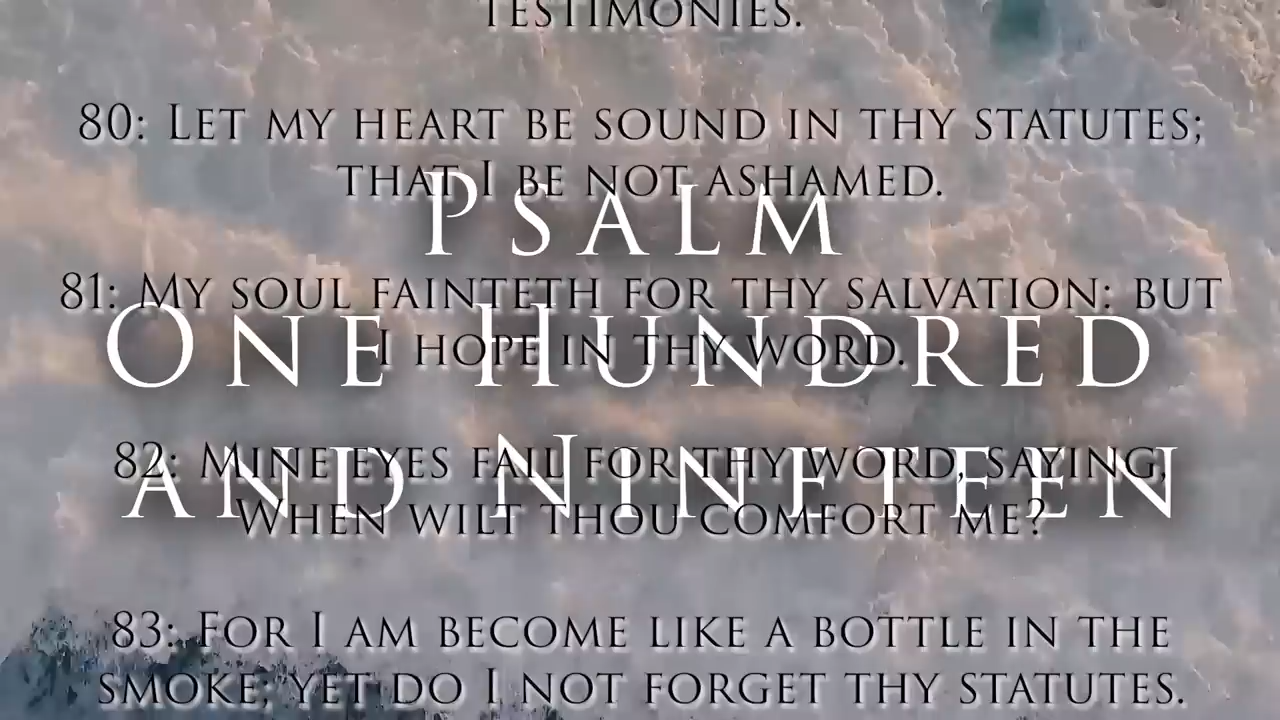 TESTIMONIES.
80: LET MY HEART BE SOUND IN THY STATUTES;
THAT I BE NOT ASHAMED.
PSALM
81: MY SOUL FAINTETH FOR THY SALVATION: BUT
ONE HUNDRED
I HOPE IN THY WORD.
82: MINE EYES FAIL FOR THY WORD, SAYING,
AND NINETEEN
WHEN WILT THOU COMFORT ME?
83: FOR I AM BECOME LIKE A BOTTLE IN THE
SMOKE; YET DO I NOT FORGET THY STATUTES.